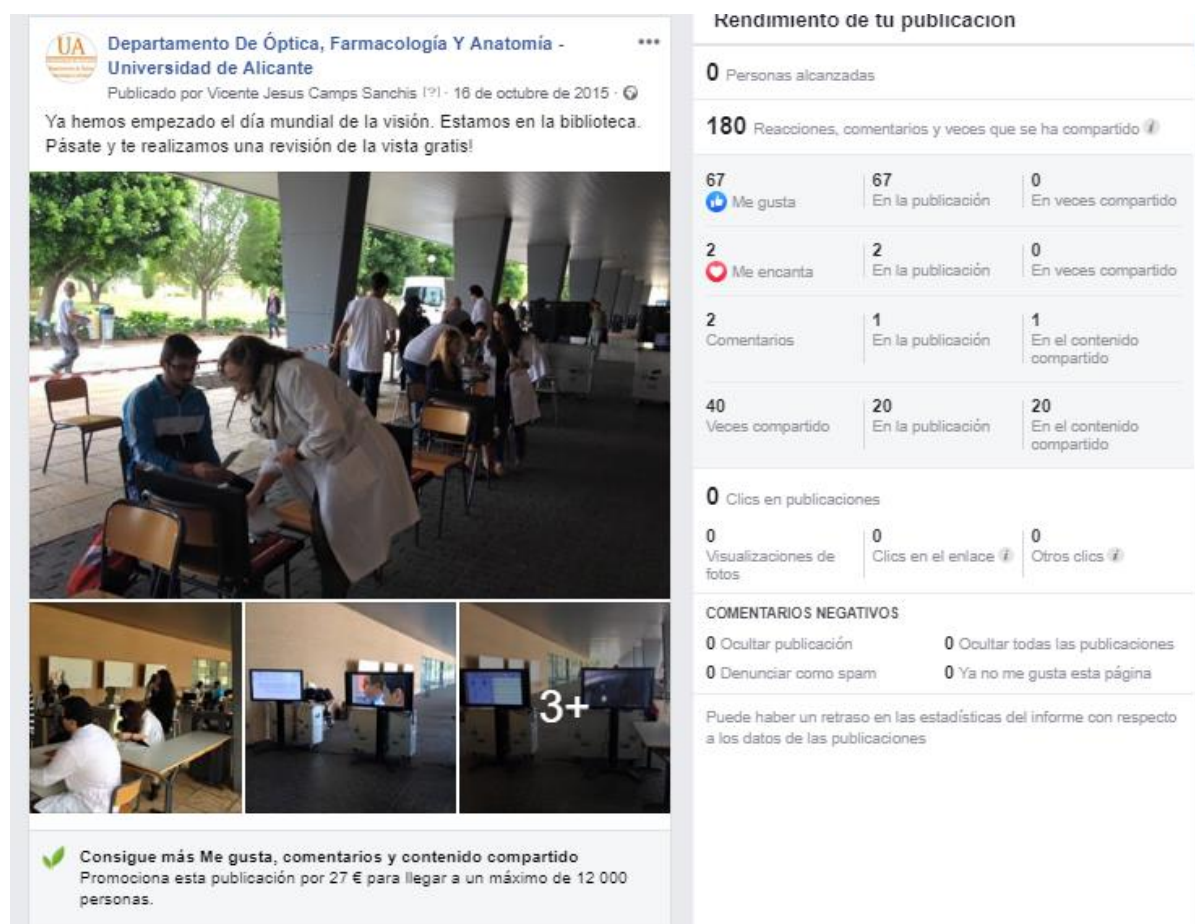 UA
Departamento De Óptica, Farmacología Y Anatomía -
Universidad de Alicante
Publicado por Vicente Jesus Camps Sanchis [?] · 16 de octubre de 2015 ·
Ya hemos empezado el día mundial de la visión. Estamos en la biblioteca.
Pásate y te realizamos una revisión de la vista gratis!
3+
Consigue más Me gusta, comentarios y contenido compartido
Promociona esta publicación por 27 € para llegar a un máximo de 12 000
personas.
Rendimiento de tu publicación
0 Personas alcanzadas
180 Reacciones, comentarios y veces que se ha compartido i
67 67 0
Me gusta En la publicación En veces compartido
2 2 0
Me encanta En la publicación En veces compartido
2 1 1
Comentarios En la publicación En el contenido
compartido
40 20 20
Veces compartido En la publicación En el contenido
compartido
0 Clics en publicaciones
0 0 0
Visualizaciones de Clics en el enlace i Otros clics i
fotos
COMENTARIOS NEGATIVOS
0 Ocultar publicación 0 Ocultar todas las publicaciones
0 Denunciar como spam 0 Ya no me gusta esta página
Puede haber un retraso en las estadísticas del informe con respecto
a los datos de las publicaciones